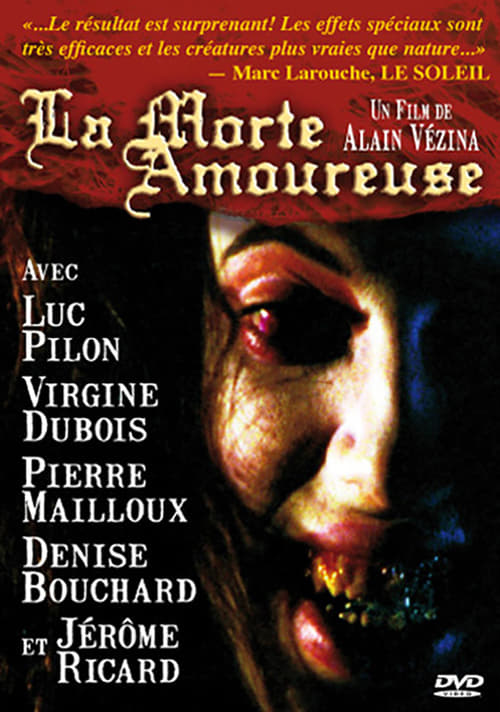 «...Le résultat est surprenant! Les effets spéciaux sont
très efficaces et les créatures plus vraies que nature...»
— Marc Larouche, LE SOLEIL
La Morte
Amoureuse
Un Film de
Alain Vézina
Avec
Luc
Pilon
Virgine
Dubois
Pierre
Mailloux
Denise
Bouchard
et Jérôme
Ricard
DVD
VIDEO